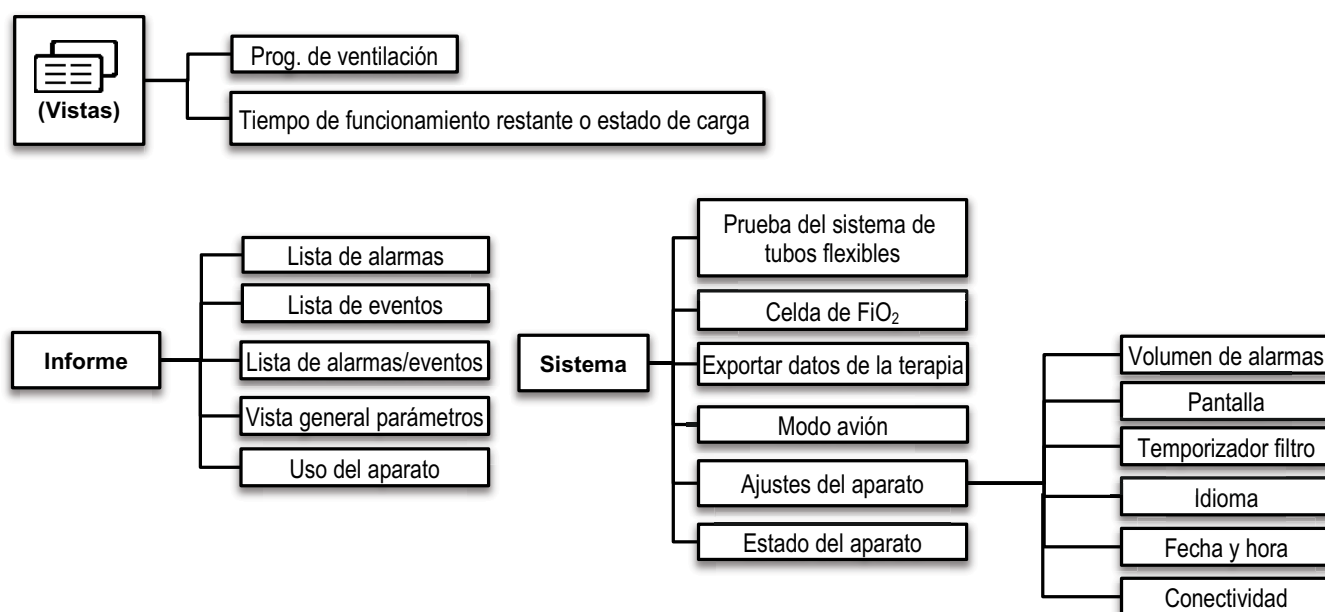 (Vistas)
Prog. de ventilación
Tiempo de funcionamiento restante o estado de carga
Informe
Lista de alarmas
Lista de eventos
Lista de alarmas/eventos
Vista general parámetros
Uso del aparato
Sistema
Prueba del sistema de
tubos flexibles
Celda de FiO₂
Exportar datos de la terapia
Modo avión
Ajustes del aparato
Estado del aparato
Volumen de alarmas
Pantalla
Temporizador filtro
Idioma
Fecha y hora
Conectividad